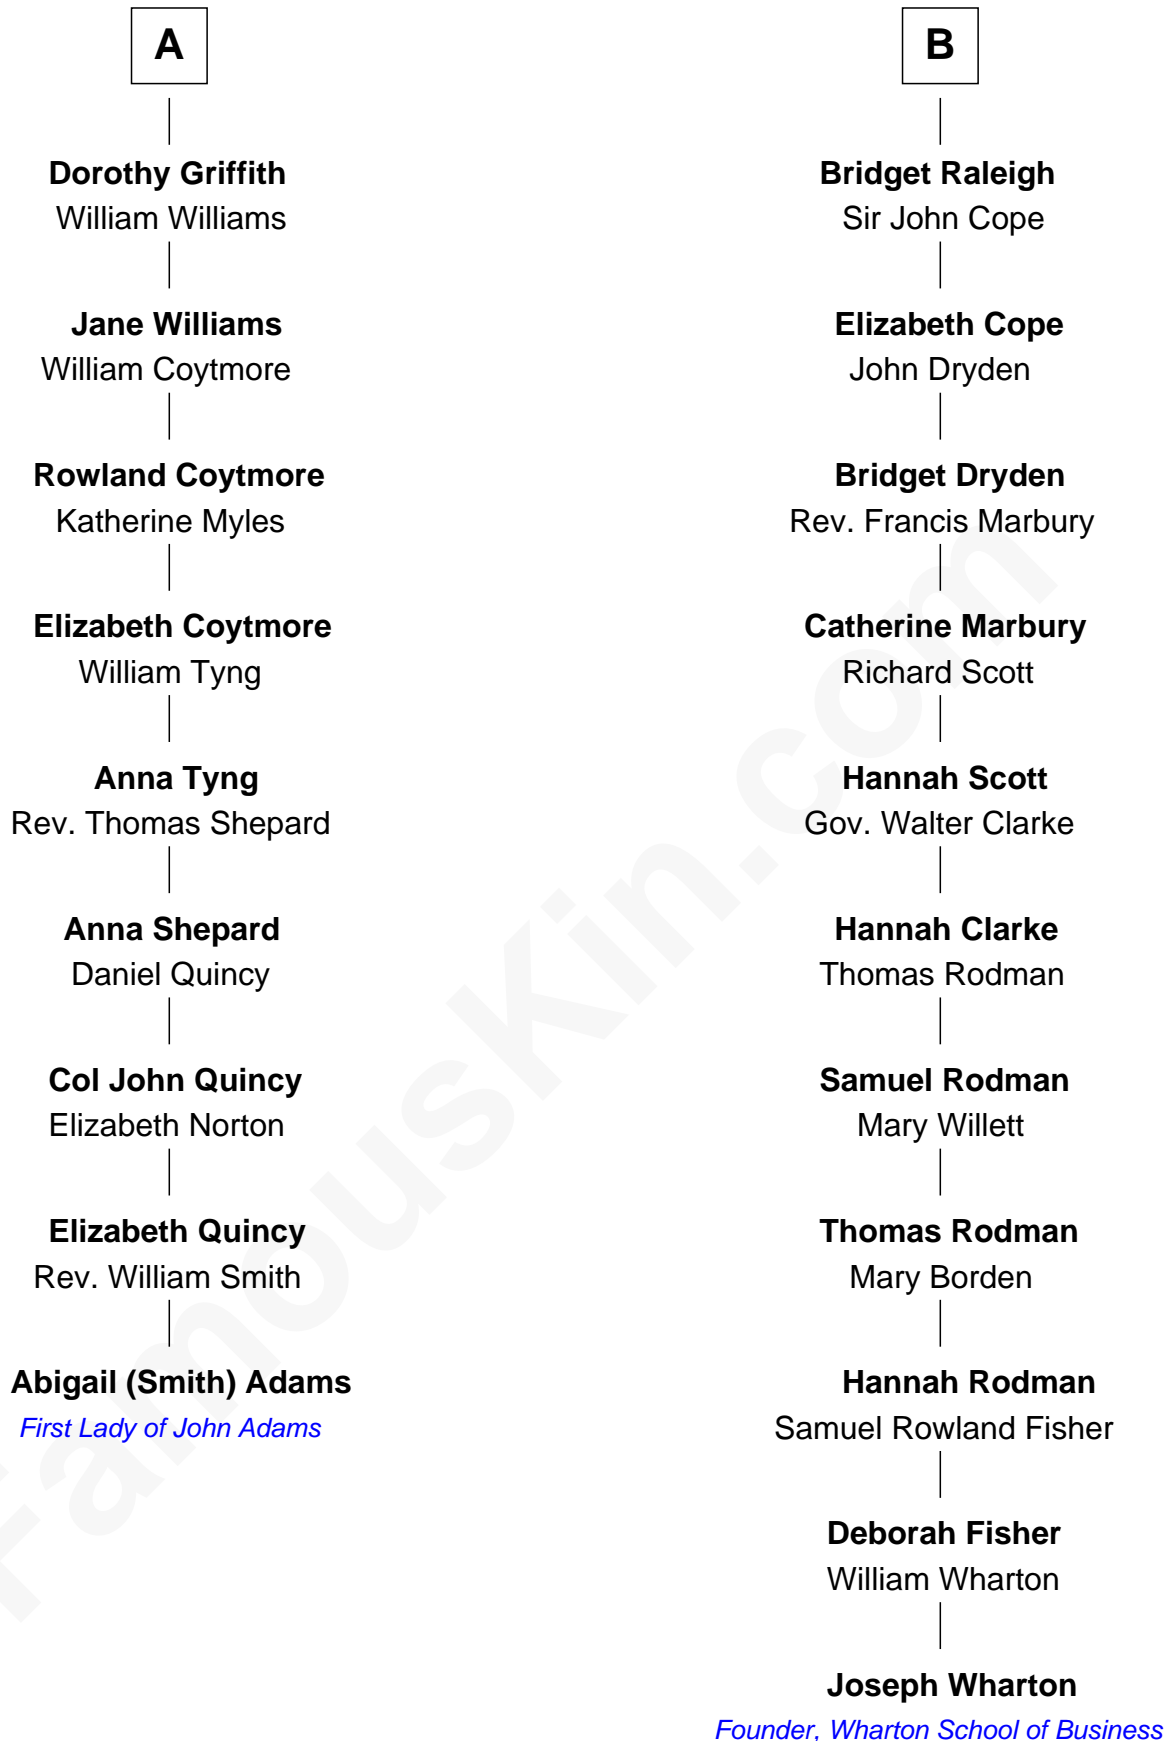 A
Dorothy Griffith
William Williams
Jane Williams
William Coytmore
Rowland Coytmore
Katherine Myles
Elizabeth Coytmore
William Tyng
Anna Tyng
Rev. Thomas Shepard
Anna Shepard
Daniel Quincy
Col John Quincy
Elizabeth Norton
Elizabeth Quincy
Rev. William Smith
Abigail (Smith) Adams
First Lady of John Adams
B
Bridget Raleigh
Sir John Cope
Elizabeth Cope
John Dryden
Bridget Dryden
Rev. Francis Marbury
Catherine Marbury
Richard Scott
Hannah Scott
Gov. Walter Clarke
Hannah Clarke
Thomas Rodman
Samuel Rodman
Mary Willett
Thomas Rodman
Mary Borden
Hannah Rodman
Samuel Rowland Fisher
Deborah Fisher
William Wharton
Joseph Wharton
Founder, Wharton School of Business
FamousKin.com